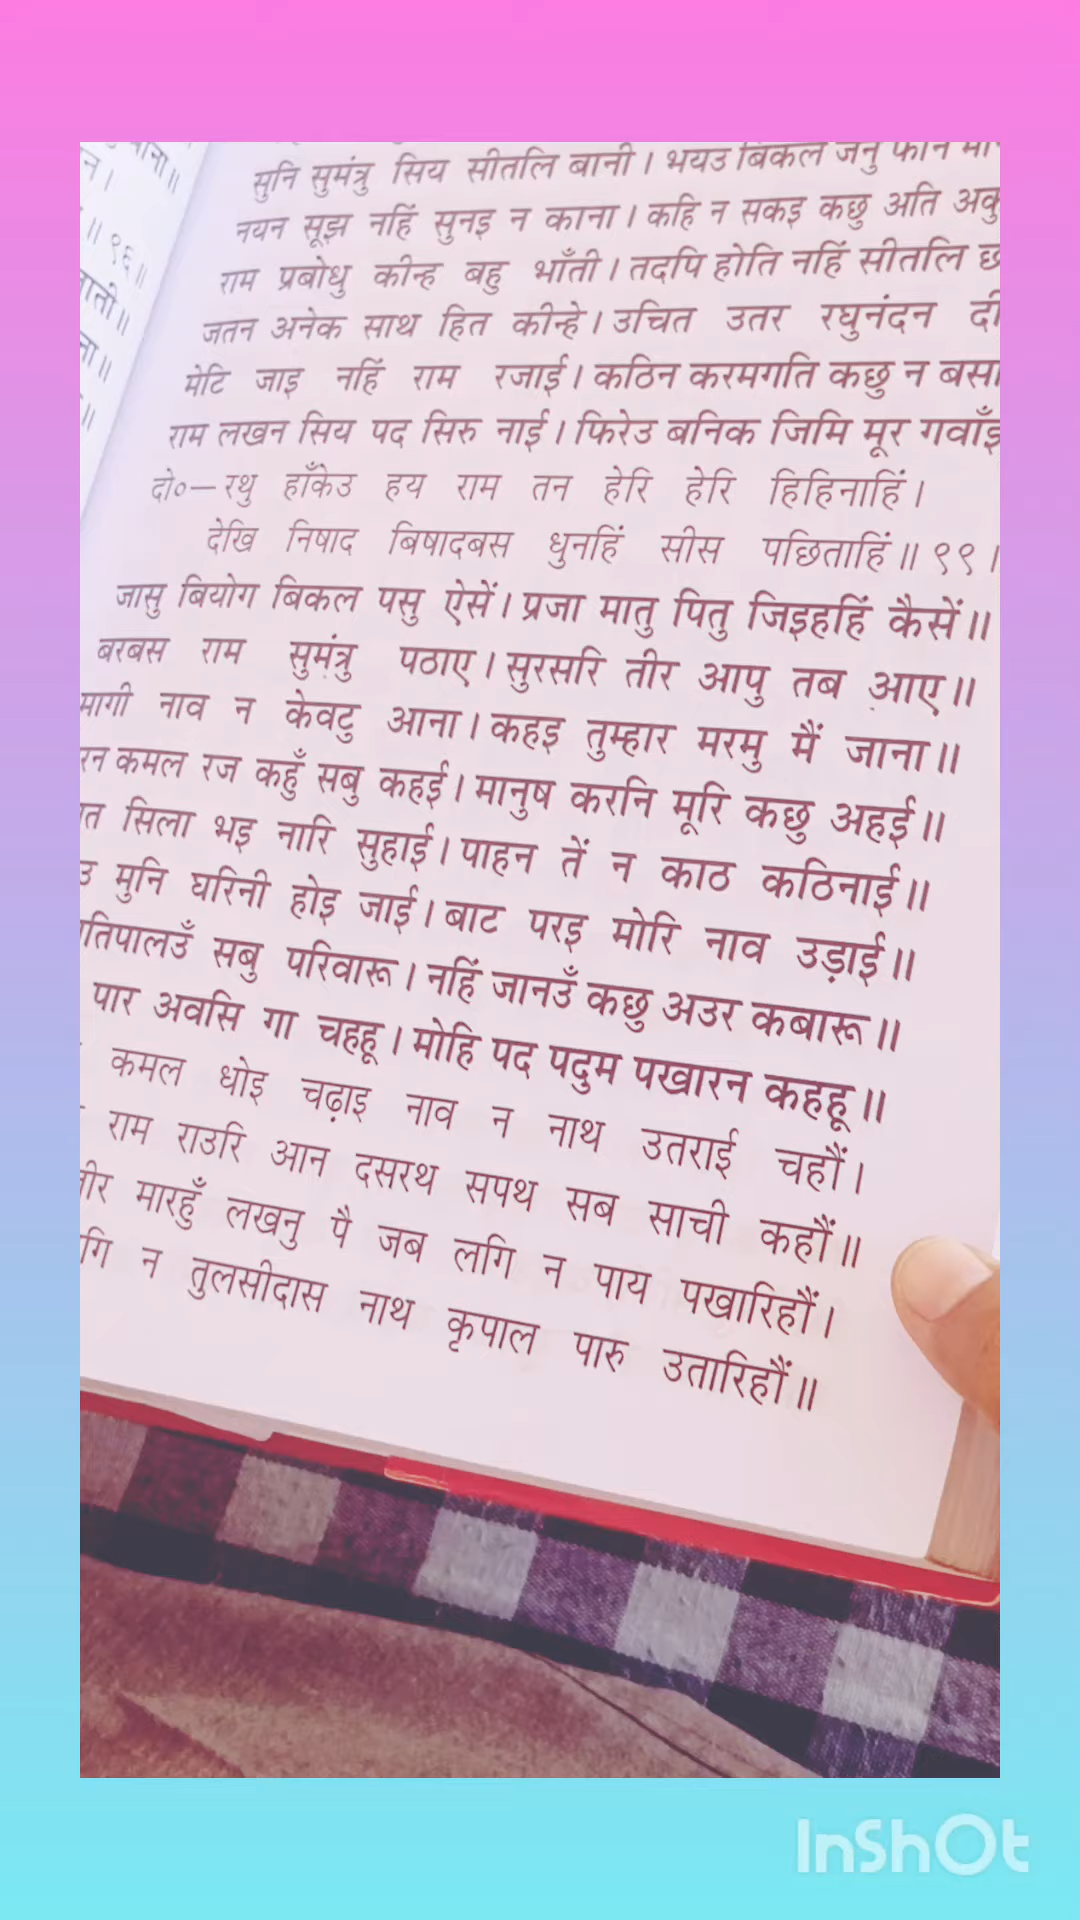 नाना॥
न।
॥ ९६॥
ाती॥
ना॥
॥
सुनि सुमंत्रु सिय सीतलि बानी। भयउ बिकल जनु फनि
नयन सूझ नहिं सुनइ न काना। कहि न सकइ कछु अति अकु
राम प्रबोधु कीन्ह बहु भाँती। तदपि होति नहिं सीतलि छ
जतन अनेक साथ हित कीन्हे। उचित उतर रघुनंदन दी
मेटि जाइ नहिं राम रजाई। कठिन करमगति कछु न बसा
राम लखन सिय पद सिरु नाई। फिरेउ बनिक जिमि मूर गवाँइ
दो०— रथु हाँकेउ हय राम तन हेरि हेरि हिहिनाहिं।
देखि निषाद बिषादबस धुनहिं सीस पछिताहिं॥ ९९।
जासु बियोग बिकल पसु ऐसें। प्रजा मातु पितु जिइहहिं कैसें॥
बरबस राम सुमंत्रु पठाए। सुरसरि तीर आपु तब आए॥
मागी नाव न केवटु आना। कहइ तुम्हार मरमु मैं जाना॥
रन कमल रज कहुँ सबु कहई। मानुष करनि मूरि कछु अहई॥
त सिला भइ नारि सुहाई। पाहन तें न काठ कठिनाई॥
उ मुनि घरिनी होइ जाई। बाट परइ मोरि नाव उड़ाई॥
तिपालउँ सबु परिवारू। नहिं जानउँ कछु अउर कबारू॥
पार अवसि गा चहहू। मोहि पद पदुम पखारन कहहू॥
कमल धोइ चढ़ाइ नाव न नाथ उतराई चहौं।
राम राउरि आन दसरथ सपथ सब साची कहौं॥
ीर मारहुँ लखनु पै जब लगि न पाय पखारिहौं।
गि न तुलसीदास नाथ कृपाल पारु उतारिहौं॥
InShOt